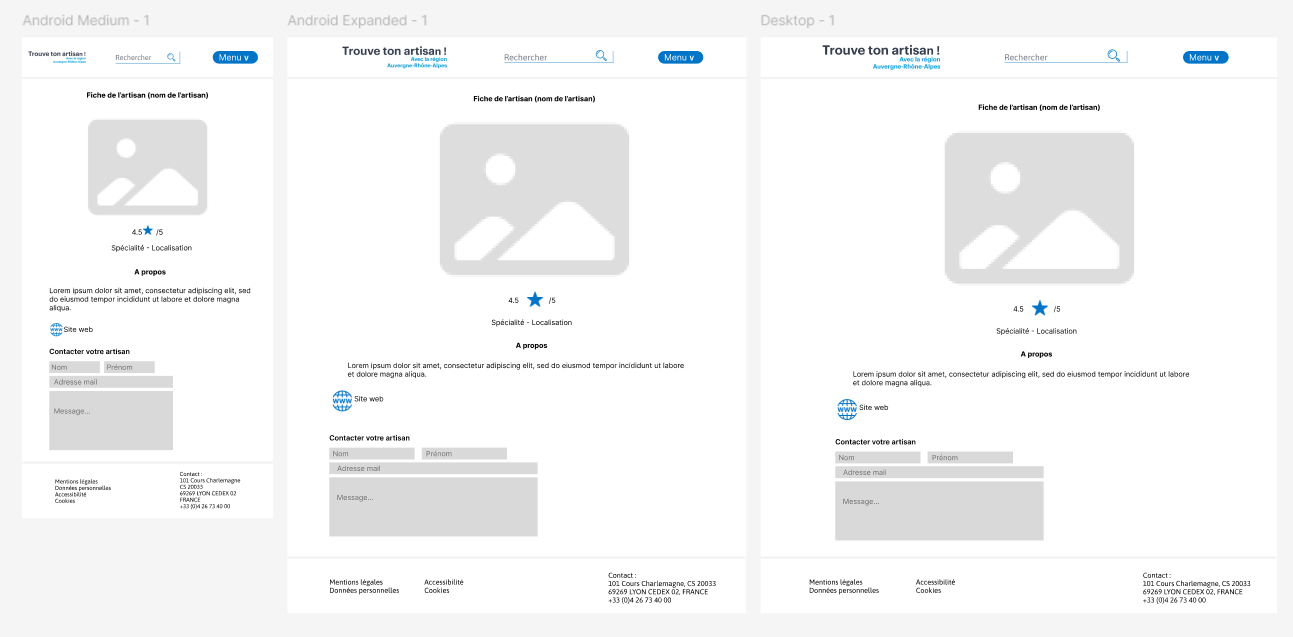 Android Medium - 1
Trouve ton artisan !
Avec la région
Auvergne-Rhône-Alpes
Rechercher
Menu v
Fiche de l'artisan (nom de l'artisan)
4.5 /5
Spécialité - Localisation
A propos
Lorem ipsum dolor sit amet, consectetur adipiscing elit, sed
do eiusmod tempor incididunt ut labore et dolore magna
aliqua.
www Site web
Contacter votre artisan
Nom Prénom
Adresse mail
Message...
Mentions légales
Données personnelles
Accessibilité
Cookies
Contact :
101 Cours Charlemagne
CS 20033
69269 LYON CEDEX 02
FRANCE
+33 (0)4 26 73 40 00
Android Expanded - 1
Trouve ton artisan !
Avec la région
Auvergne-Rhône-Alpes
Rechercher
Menu v
Fiche de l'artisan (nom de l'artisan)
4.5 /5
Spécialité - Localisation
A propos
Lorem ipsum dolor sit amet, consectetur adipiscing elit, sed do eiusmod tempor incididunt ut labore
et dolore magna aliqua.
www Site web
Contacter votre artisan
Nom Prénom
Adresse mail
Message...
Mentions légales Accessibilité
Données personnelles Cookies
Contact :
101 Cours Charlemagne, CS 20033
69269 LYON CEDEX 02, FRANCE
+33 (0)4 26 73 40 00
Desktop - 1
Trouve ton artisan !
Avec la région
Auvergne-Rhône-Alpes
Rechercher
Menu v
Fiche de l'artisan (nom de l'artisan)
4.5 /5
Spécialité - Localisation
A propos
Lorem ipsum dolor sit amet, consectetur adipiscing elit, sed do eiusmod tempor incididunt ut labore
et dolore magna aliqua.
www Site web
Contacter votre artisan
Nom Prénom
Adresse mail
Message...
Mentions légales Accessibilité
Données personnelles Cookies
Contact :
101 Cours Charlemagne, CS 20033
69269 LYON CEDEX 02, FRANCE
+33 (0)4 26 73 40 00